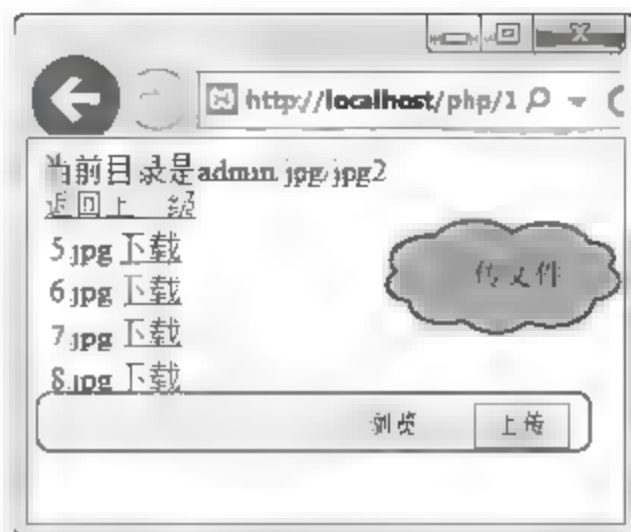 http://localhost/php/1
当前目录是admin/jpg/jpg2
返回上一级
5.jpg 下载
6.jpg 下载
传文件
7.jpg 下载
8.jpg 下载
浏览 上传